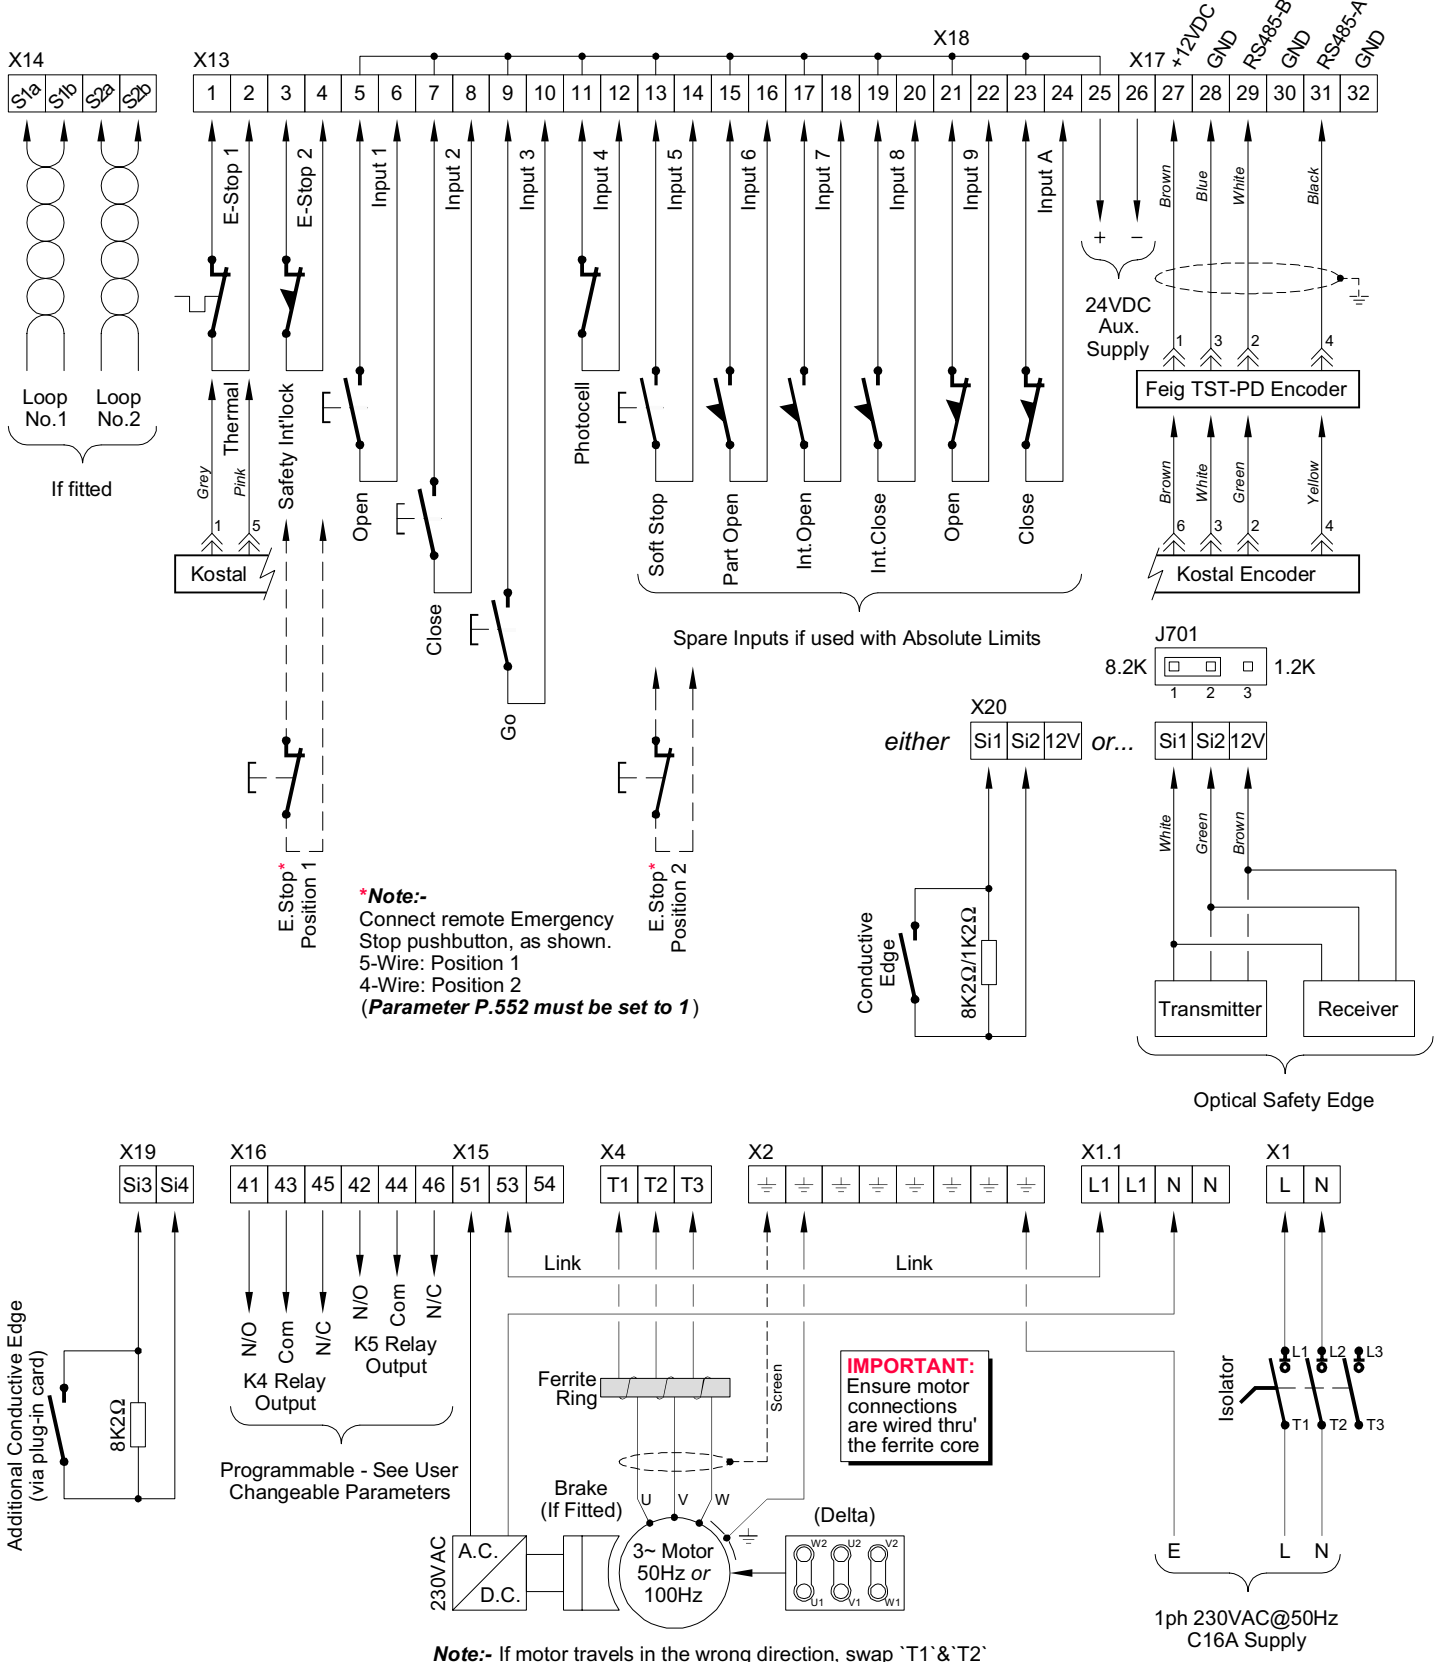 X14
X13
X18
X17
+12VDC
GND
RS485-B
GND
RS485-A
GND
S1a S1b S2a S2b
1 2 3 4 5 6 7 8 9 10 11 12 13 14 15 16 17 18 19 20 21 22 23 24 25 26 27 28 29 30 31 32
E-Stop 1
E-Stop 2
Input 1
Input 2
Input 3
Input 4
Input 5
Input 6
Input 7
Input 8
Input 9
Input A
Brown
Blue
White
Black
+ −
24VDC
Aux.
Supply
1 3 2 4
Feig TST-PD Encoder
Loop
No.1
Loop
No.2
If fitted
Thermal
Grey
Pink
1 5
Kostal
Safety Int'lock
Open
Close
Go
Photocell
Soft Stop
Part Open
Int.Open
Int.Close
Open
Close
Brown
White
Green
Yellow
6 3 2 4
Kostal Encoder
Spare Inputs if used with Absolute Limits
J701
8.2K
1.2K
1 2 3
X20
either
Si1 Si2 12V
or...
Si1 Si2 12V
E.Stop*
Position 1
E.Stop*
Position 2
*Note:-
Connect remote Emergency
Stop pushbutton, as shown.
5-Wire: Position 1
4-Wire: Position 2
(Parameter P.552 must be set to 1)
Conductive
Edge
8K2Ω/1K2Ω
White
Green
Brown
Transmitter
Receiver
Optical Safety Edge
X19
Si3 Si4
X16
X15
41 43 45 42 44 46 51 53 54
X4
T1 T2 T3
X2
X1.1
L1 L1 N N
X1
L N
Link
Link
N/O
Com
N/C
N/O
Com
N/C
K5 Relay
Output
K4 Relay
Output
Programmable - See User
Changeable Parameters
Additional Conductive Edge
(via plug-in card)
8K2Ω
Ferrite
Ring
Screen
IMPORTANT:
Ensure motor
connections
are wired thru'
the ferrite core
Isolator
L1 L2 L3
T1 T2 T3
Brake
(If Fitted)
U V W
230VAC
A.C.
D.C.
3~ Motor
50Hz or
100Hz
(Delta)
W2 U2 V2
U1 V1 W1
E L N
1ph 230VAC@50Hz
C16A Supply
Note:- If motor travels in the wrong direction, swap `T1`&`T2`